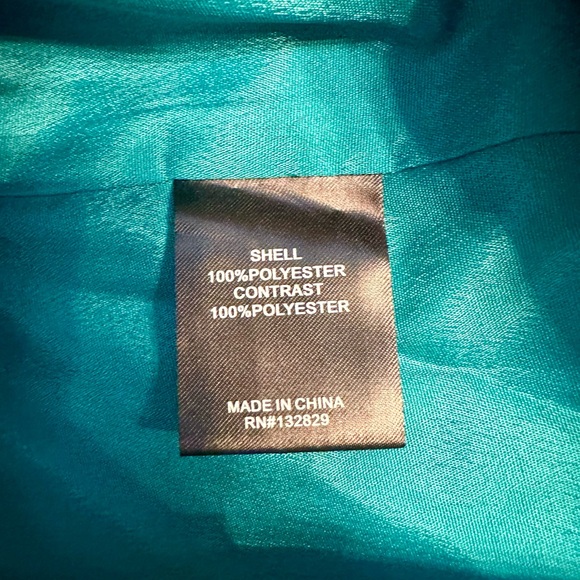 SHELL
100%POLYESTER
CONTRAST
100%POLYESTER
MADE IN CHINA
RN#132829